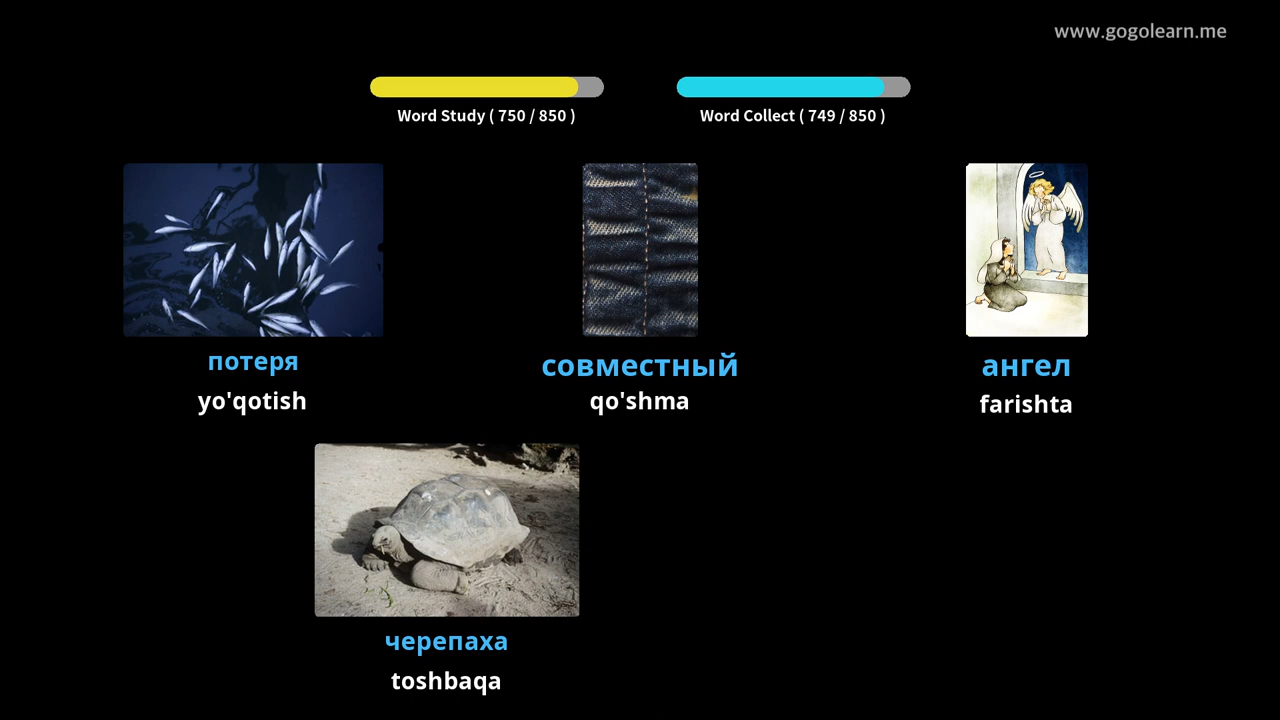 www.gogolearn.me
Word Study ( 750 / 850 )
Word Collect ( 749 / 850 )
потеря
yo'qotish
совместный
qo'shma
ангел
farishta
черепаха
toshbaqa